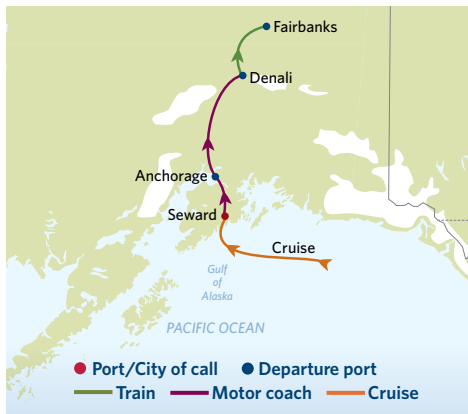 Fairbanks
Denali
Anchorage
Seward
Cruise
Gulf
of
Alaska
PACIFIC OCEAN
Port/City of call Departure port
Train Motor coach Cruise